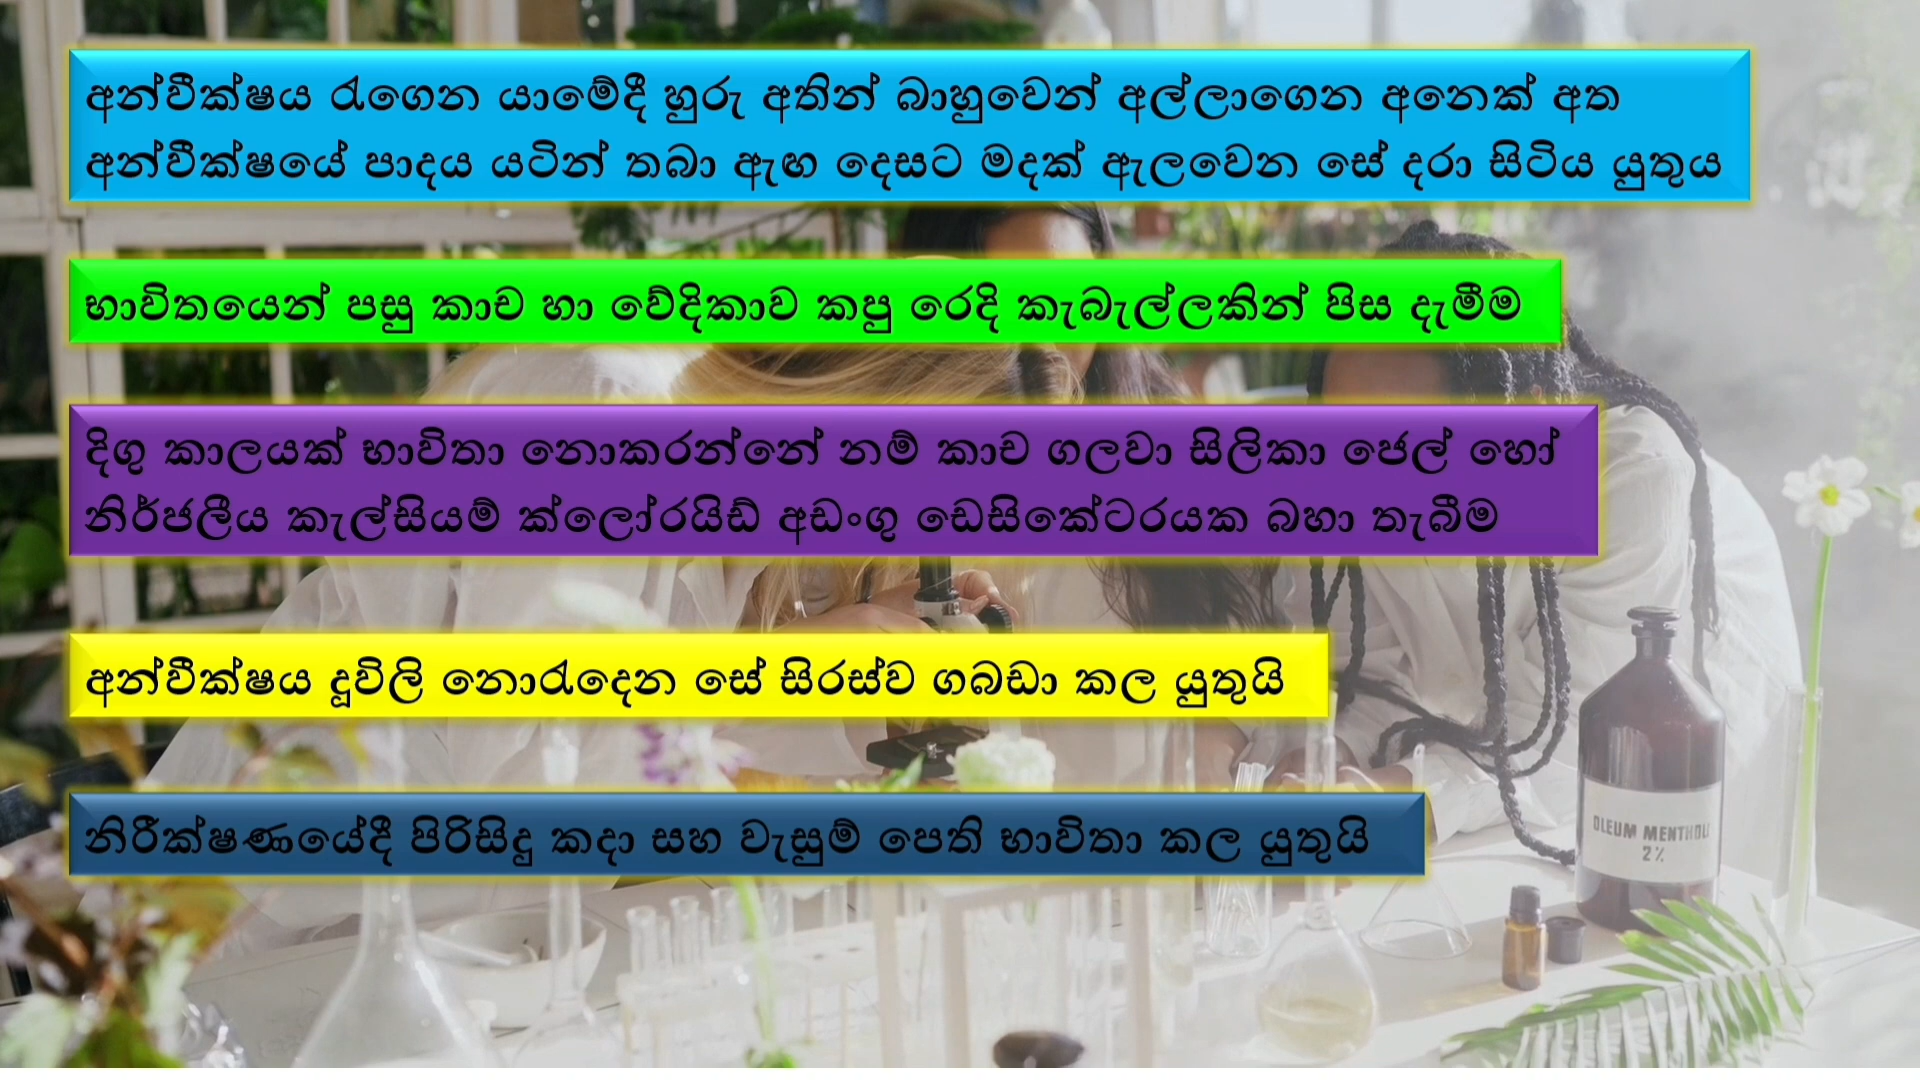 අන්වීක්ෂය රැගෙන යාමේදී හුරු අතින් බාහුවෙන් අල්ලාගෙන අනෙක් අත
අන්වීක්ෂයේ පාදය යටින් තබා ඇඟ දෙසට මදක් ඇලවෙන සේ දරා සිටිය යුතුය
භාවිතයෙන් පසු කාච හා වේදිකාව කපු රෙදි කැබැල්ලකින් පිස දැමීම
දිගු කාලයක් භාවිතා නොකරන්නේ නම් කාච ගලවා සිලිකා ජෙල් හෝ
නිර්ජලීය කැල්සියම් ක්ලෝරයිඩ් අඩංගු ඩෙසිකේටරයක බහා තැබීම
අන්වීක්ෂය දූවිලි නොරැදෙන සේ සිරස්ව ගබඩා කල යුතුයි
නිරීක්ෂණයේදී පිරිසිදු කදා සහ වැසුම් පෙති භාවිතා කල යුතුයි
OLEUM MENTHOLI
2%